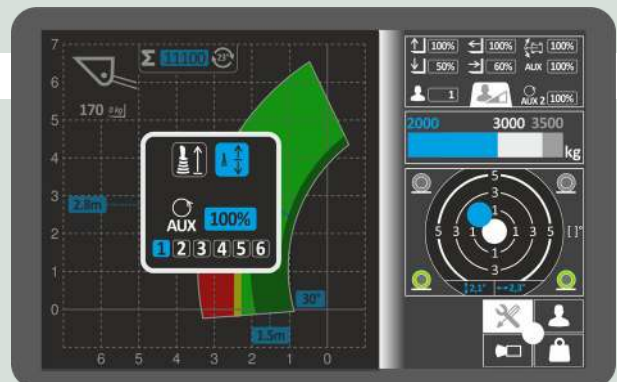 7
6
5
4
3
2
1
0
6 5 4 3 2 1 0
Σ 11100 23°
170 kg
2.8m
30°
1.5m
AUX 100%
1 2 3 4 5 6
100% 100% 100%
50% 60% AUX 100%
1 AUX 2 100%
2000 3000 3500
kg
5
3
1
5 3 1 1 3 5 [ ]°
1
3
2,1° 2,3°